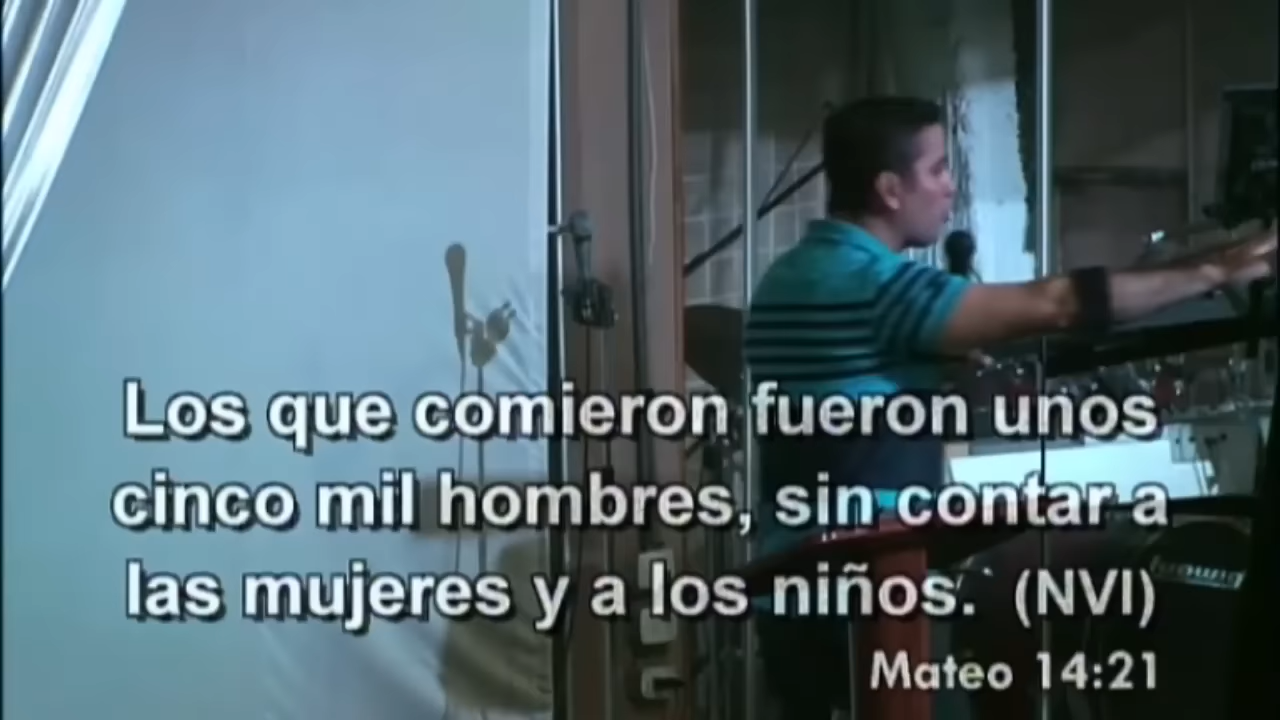 Los que comieron fueron unos
cinco mil hombres, sin contar a
las mujeres y a los niños. (NVI)
Mateo 14:21